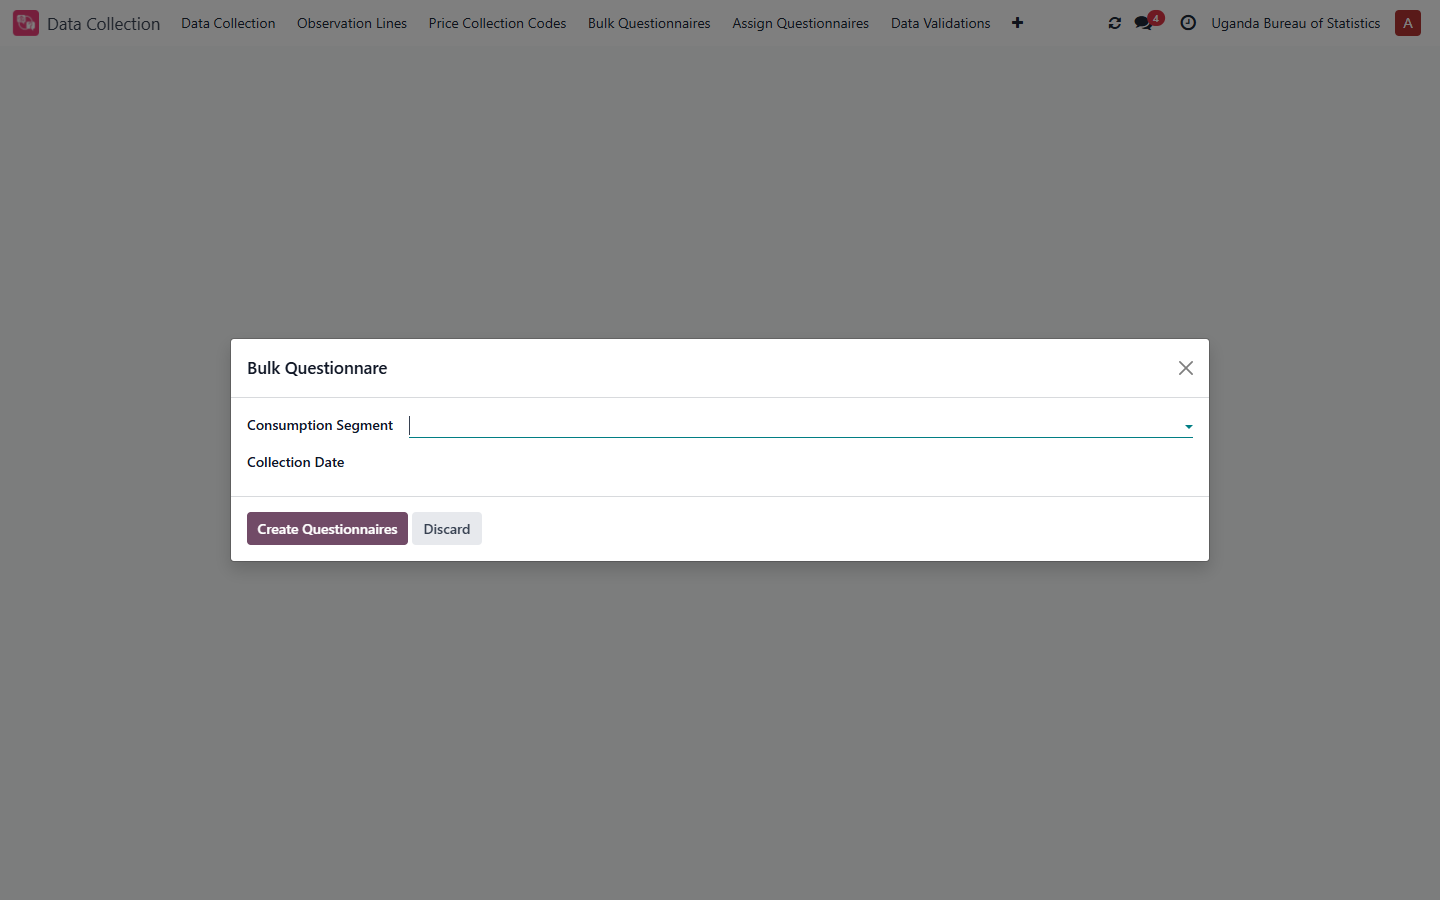 Data Collection Data Collection Observation Lines Price Collection Codes Bulk Questionnaires Assign Questionnaires Data Validations 4 Uganda Bureau of Statistics A
Bulk Questionnare
Consumption Segment
Collection Date
Create Questionnaires Discard